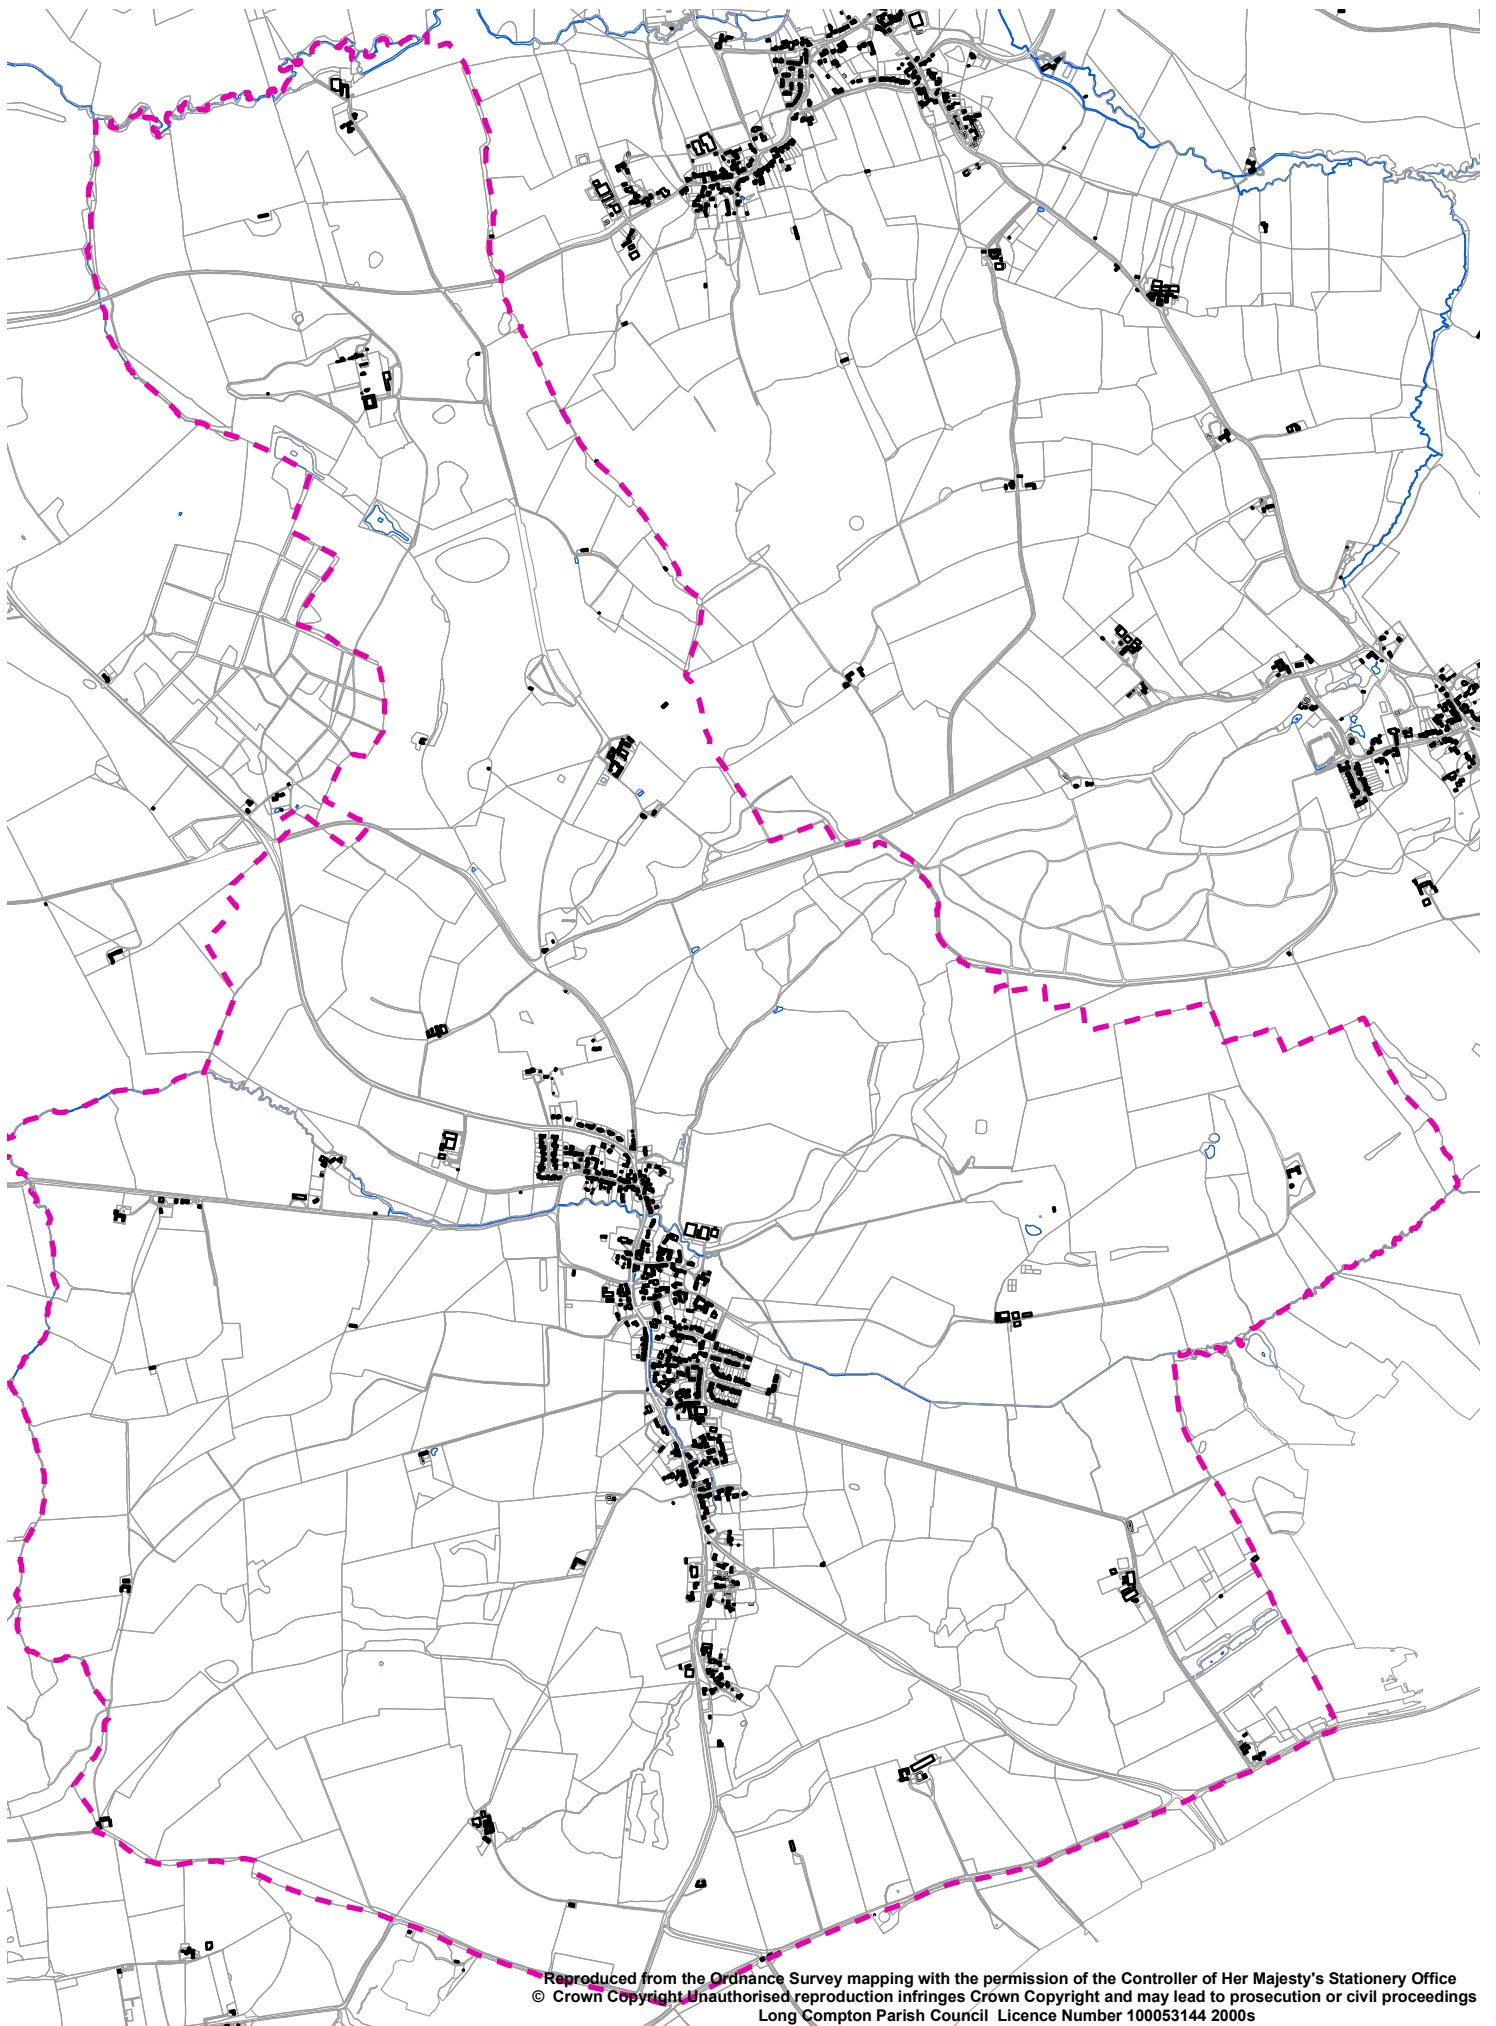 Reproduced from the Ordnance Survey mapping with the permission of the Controller of Her Majesty's Stationery Office
© Crown Copyright Unauthorised reproduction infringes Crown Copyright and may lead to prosecution or civil proceedings
Long Compton Parish Council Licence Number 100053144 2000s